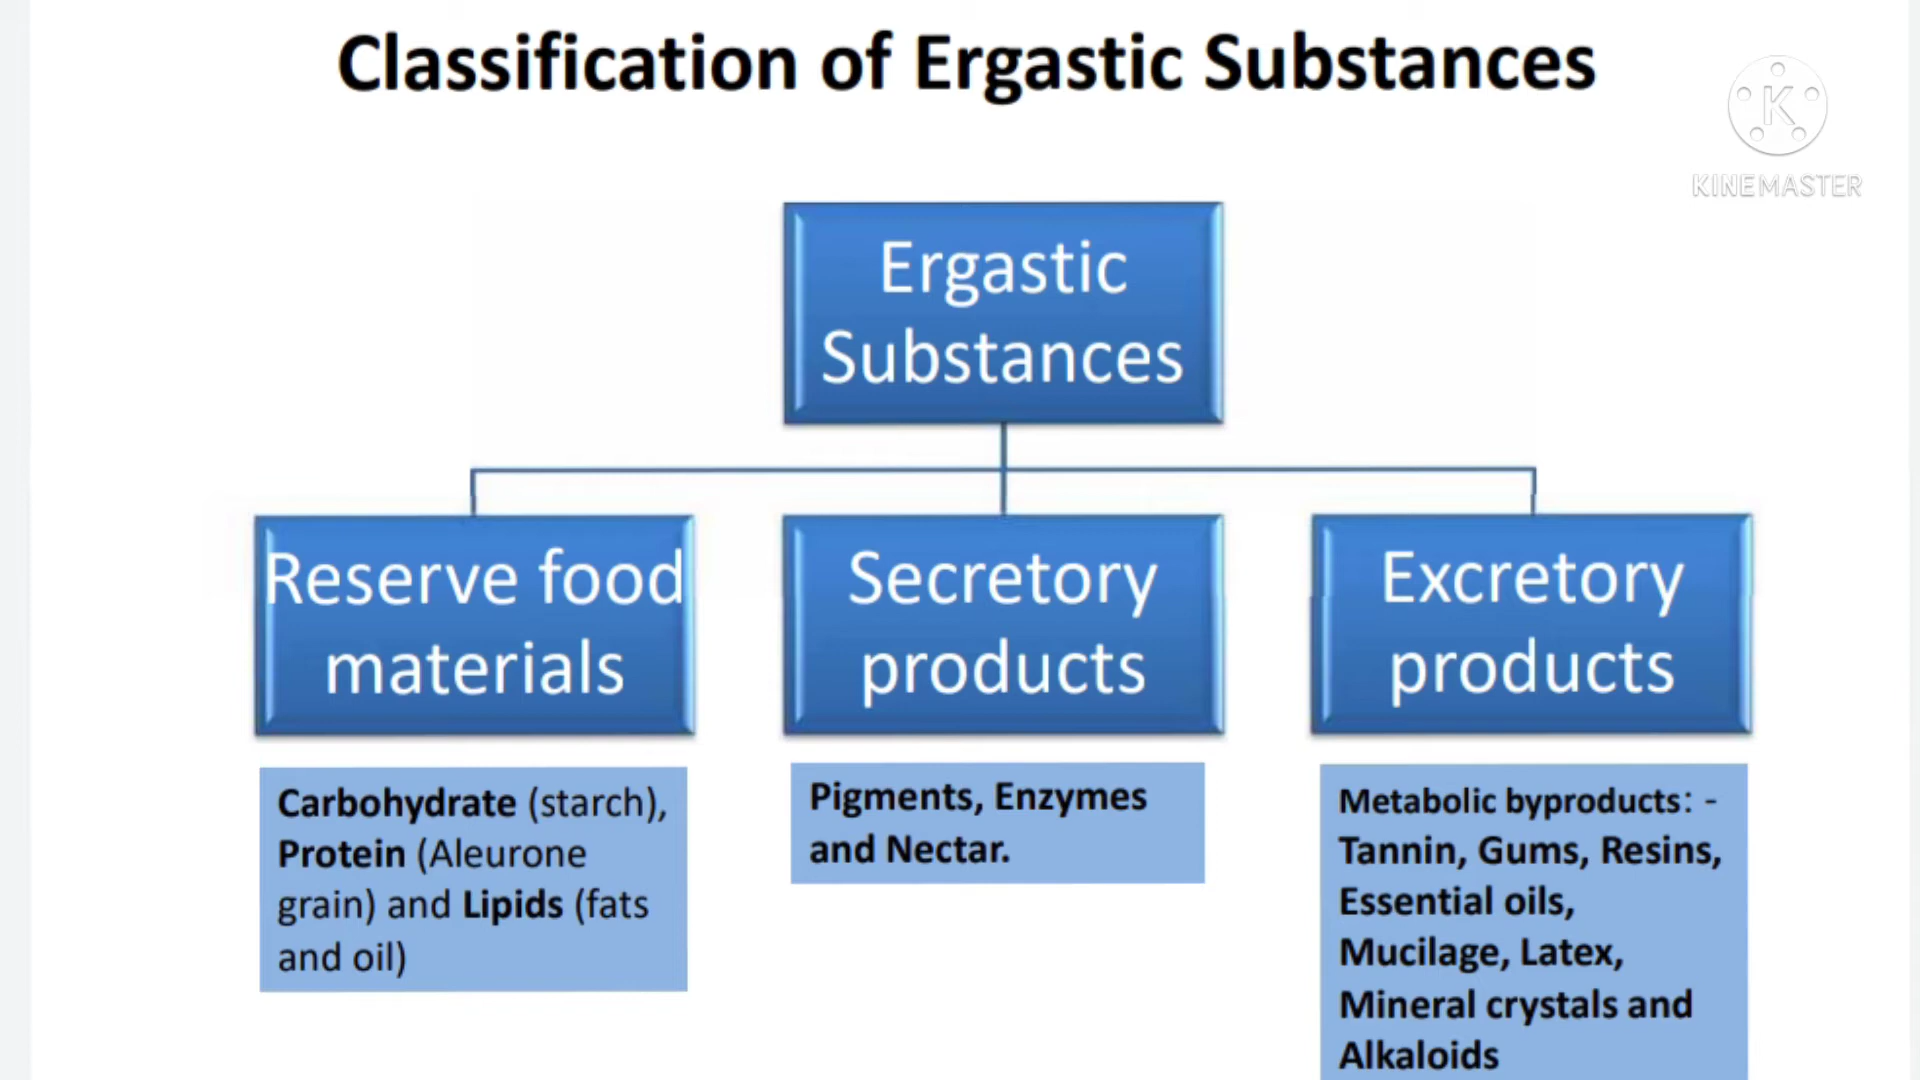 Classification of Ergastic Substances
K
KINEMASTER
Ergastic
Substances
Reserve food
materials
Secretory
products
Excretory
products
Carbohydrate (starch),
Protein (Aleurone
grain) and Lipids (fats
and oil)
Pigments, Enzymes
and Nectar.
Metabolic byproducts: -
Tannin, Gums, Resins,
Essential oils,
Mucilage, Latex,
Mineral crystals and
Alkaloids